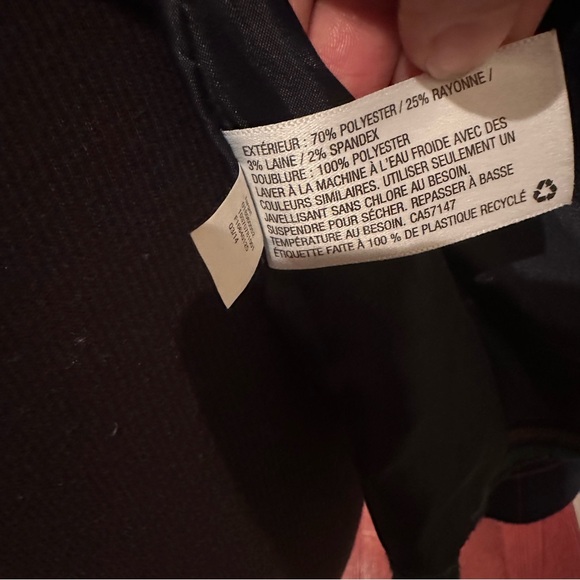 EXTÉRIEUR : 70% POLYESTER / 25% RAYONNE /
3% LAINE / 2% SPANDEX
DOUBLURE : 100% POLYESTER
LAVER À LA MACHINE À L'EAU FROIDE AVEC DES
COULEURS SIMILAIRES. UTILISER SEULEMENT UN
JAVELLISANT SANS CHLORE AU BESOIN.
SUSPENDRE POUR SÉCHER. REPASSER À BASSE
TEMPÉRATURE AU BESOIN. CA57147
ÉTIQUETTE FAITE À 100 % DE PLASTIQUE RECYCLÉ
03/14